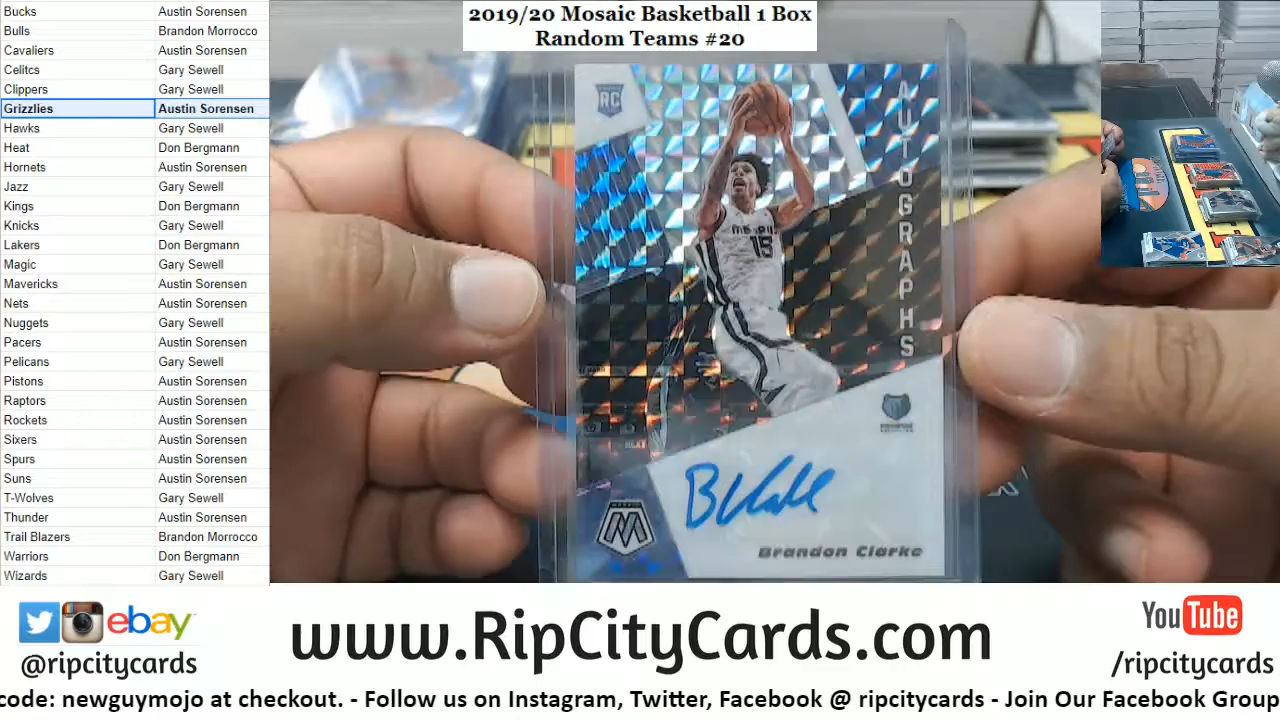 2019/20 Mosaic Basketball 1 Box
Random Teams #20
Bucks Austin Sorensen
Bulls Brandon Morrocco
Cavaliers Austin Sorensen
Celitcs Gary Sewell
Clippers Gary Sewell
Grizzlies Austin Sorensen
Hawks Gary Sewell
Heat Don Bergmann
Hornets Austin Sorensen
Jazz Gary Sewell
Kings Don Bergmann
Knicks Gary Sewell
Lakers Don Bergmann
Magic Gary Sewell
Mavericks Austin Sorensen
Nets Austin Sorensen
Nuggets Gary Sewell
Pacers Austin Sorensen
Pelicans Gary Sewell
Pistons Austin Sorensen
Raptors Austin Sorensen
Rockets Austin Sorensen
Sixers Austin Sorensen
Spurs Austin Sorensen
Suns Austin Sorensen
T-Wolves Gary Sewell
Thunder Austin Sorensen
Trail Blazers Brandon Morrocco
Warriors Don Bergmann
Wizards Gary Sewell
RC
AUTOGRAPHS
15
M
Brandon Clarke
ebay
@ripcitycards
www.RipCityCards.com
YouTube
/ripcitycards
code: newguymojo at checkout. - Follow us on Instagram, Twitter, Facebook @ ripcitycards - Join Our Facebook Group